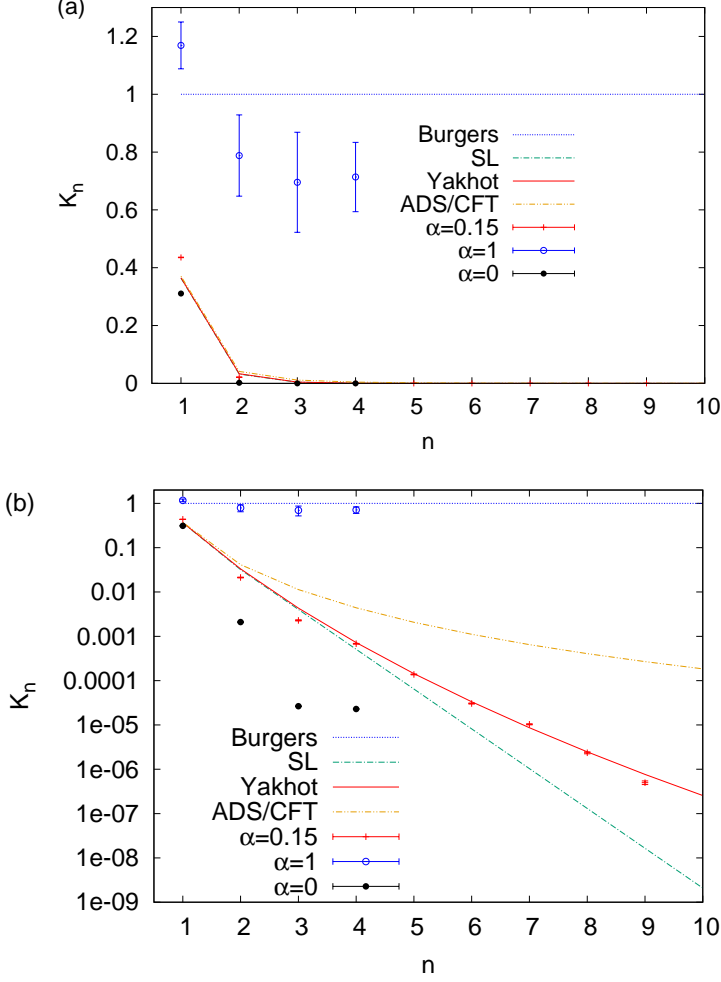 (a)
1.2
1
0.8
0.6
0.4
0.2
0
K_n
Burgers
SL
Yakhot
ADS/CFT
α=0.15
α=1
α=0
1 2 3 4 5 6 7 8 9 10
n
(b)
1
0.1
0.01
0.001
0.0001
1e-05
1e-06
1e-07
1e-08
1e-09
K_n
Burgers
SL
Yakhot
ADS/CFT
α=0.15
α=1
α=0
1 2 3 4 5 6 7 8 9 10
n